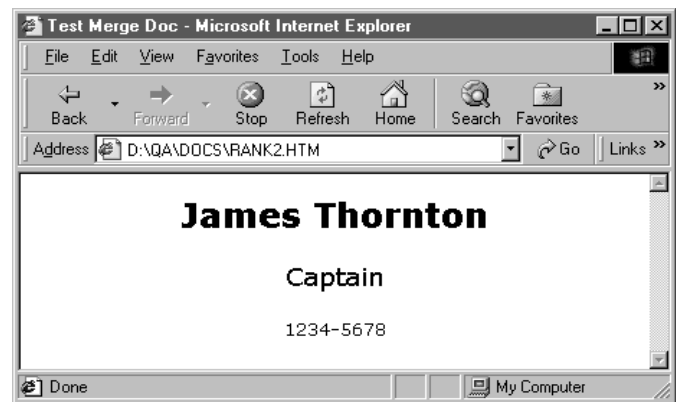 Test Merge Doc - Microsoft Internet Explorer
File Edit View Favorites Tools Help
Back Forward Stop Refresh Home Search Favorites »
Address D:\QA\DOCS\RANK2.HTM Go Links »
James Thornton
Captain
1234-5678
Done My Computer